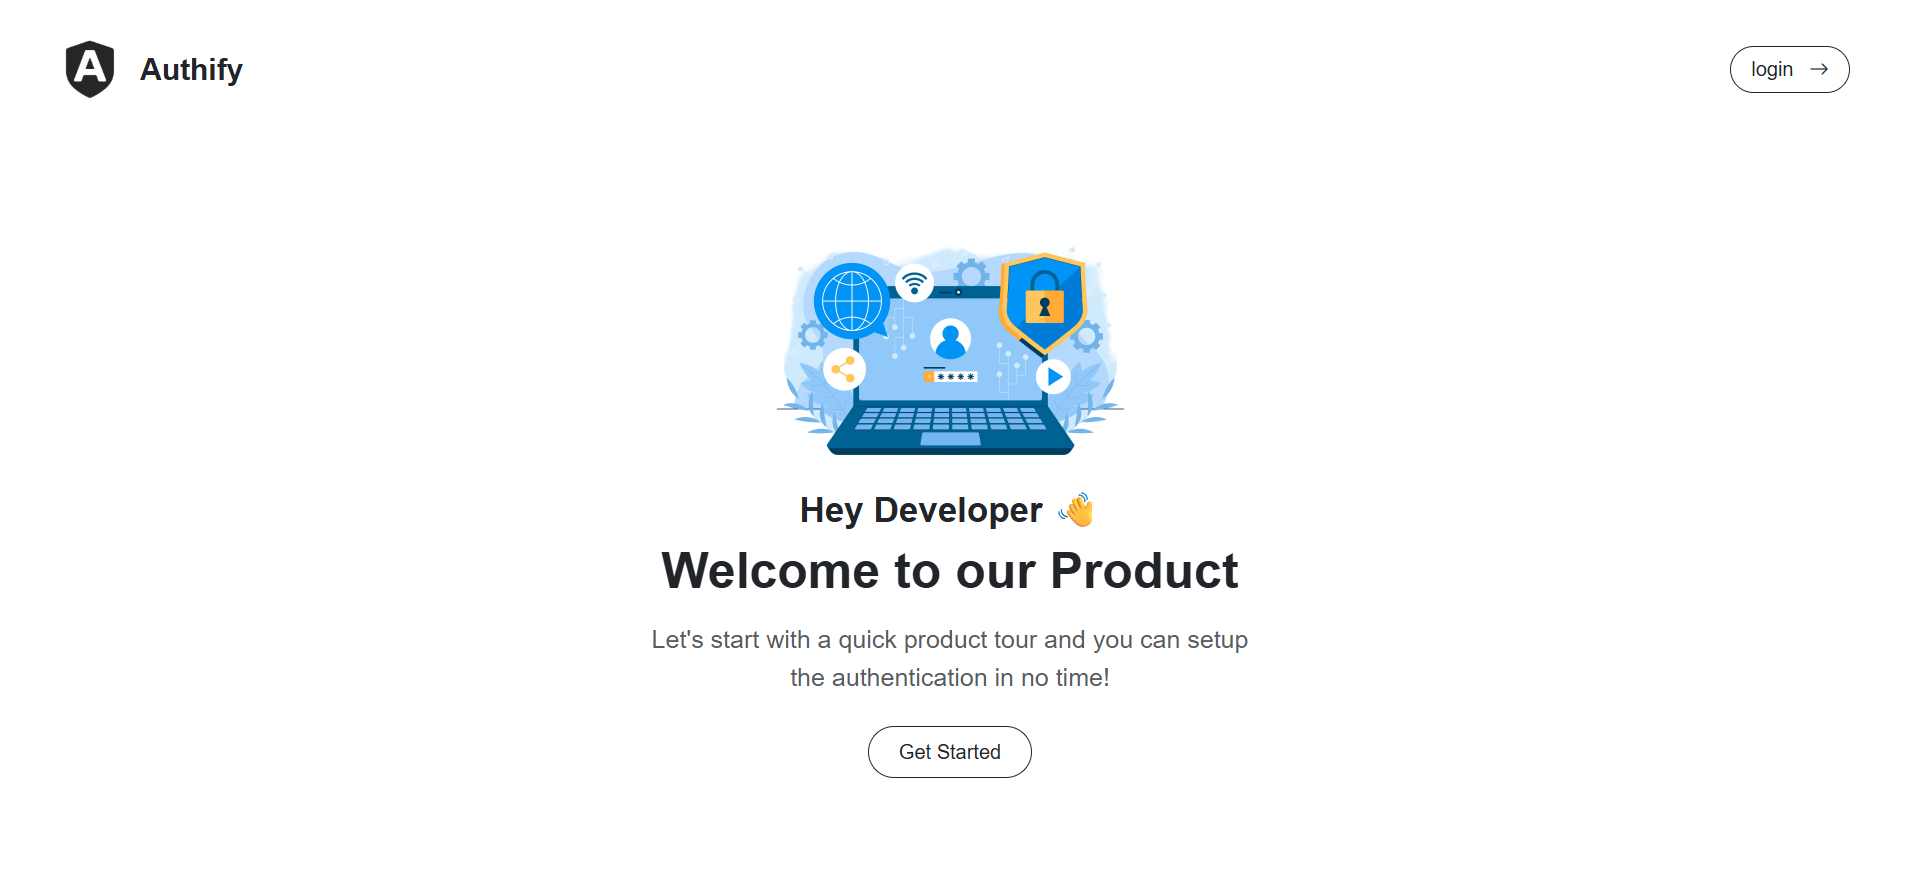 Authify
login
Hey Developer 👋
Welcome to our Product
Let's start with a quick product tour and you can setup
the authentication in no time!
Get Started